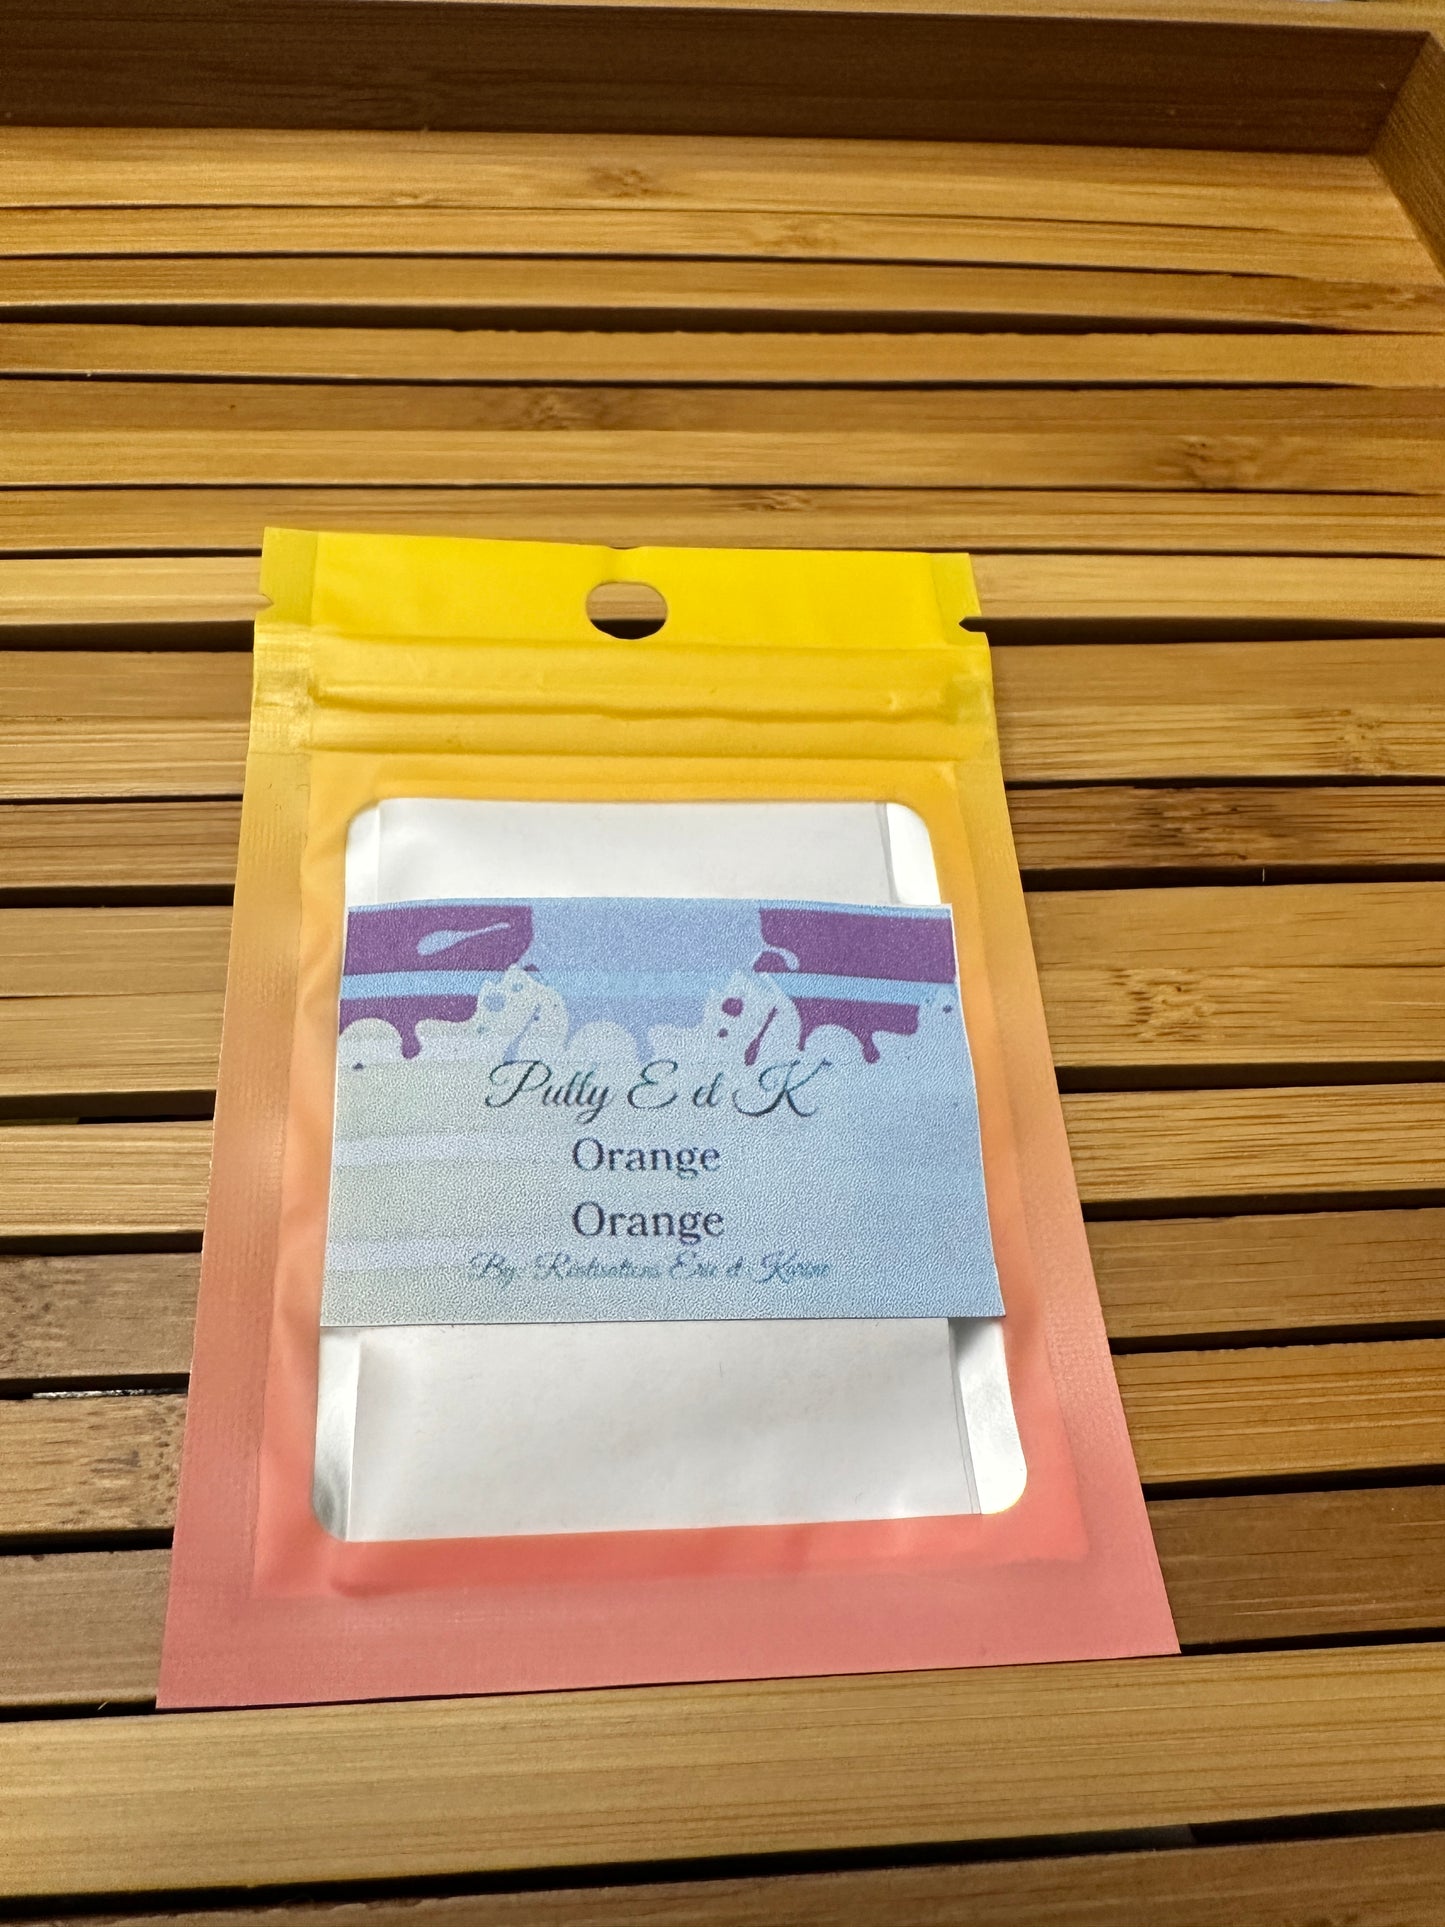 Putty E et K
Orange
Orange
By: Réalisations Eric et Karine